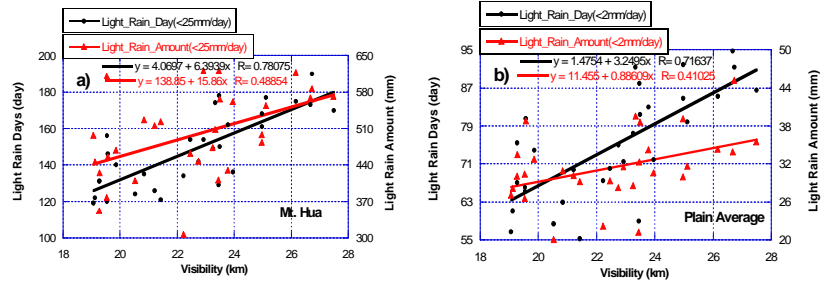 Light_Rain_Day(<25mm/day)
Light_Rain_Amount(<25mm/day)
y = 4.0697 + 6.3939x R= 0.78075
y = 138.85 + 15.86x R= 0.48854
a)
200
180
160
140
120
100
Light Rain Days (day)
650
580
510
440
370
300
Light Rain Amount (mm)
Mt. Hua
18 20 22 24 26 28
Visibility (km)
Light_Rain_Day(<2mm/day)
Light_Rain_Amount(<2mm/day)
y = 1.4754 + 3.2495x R= 0.71637
y = 11.455 + 0.88609x R= 0.41025
b)
95
87
79
71
63
55
Light Rain Days (day)
50
44
38
32
26
20
Light Rain Amount (mm)
Plain Average
18 20 22 24 26 28
Visibility (km)